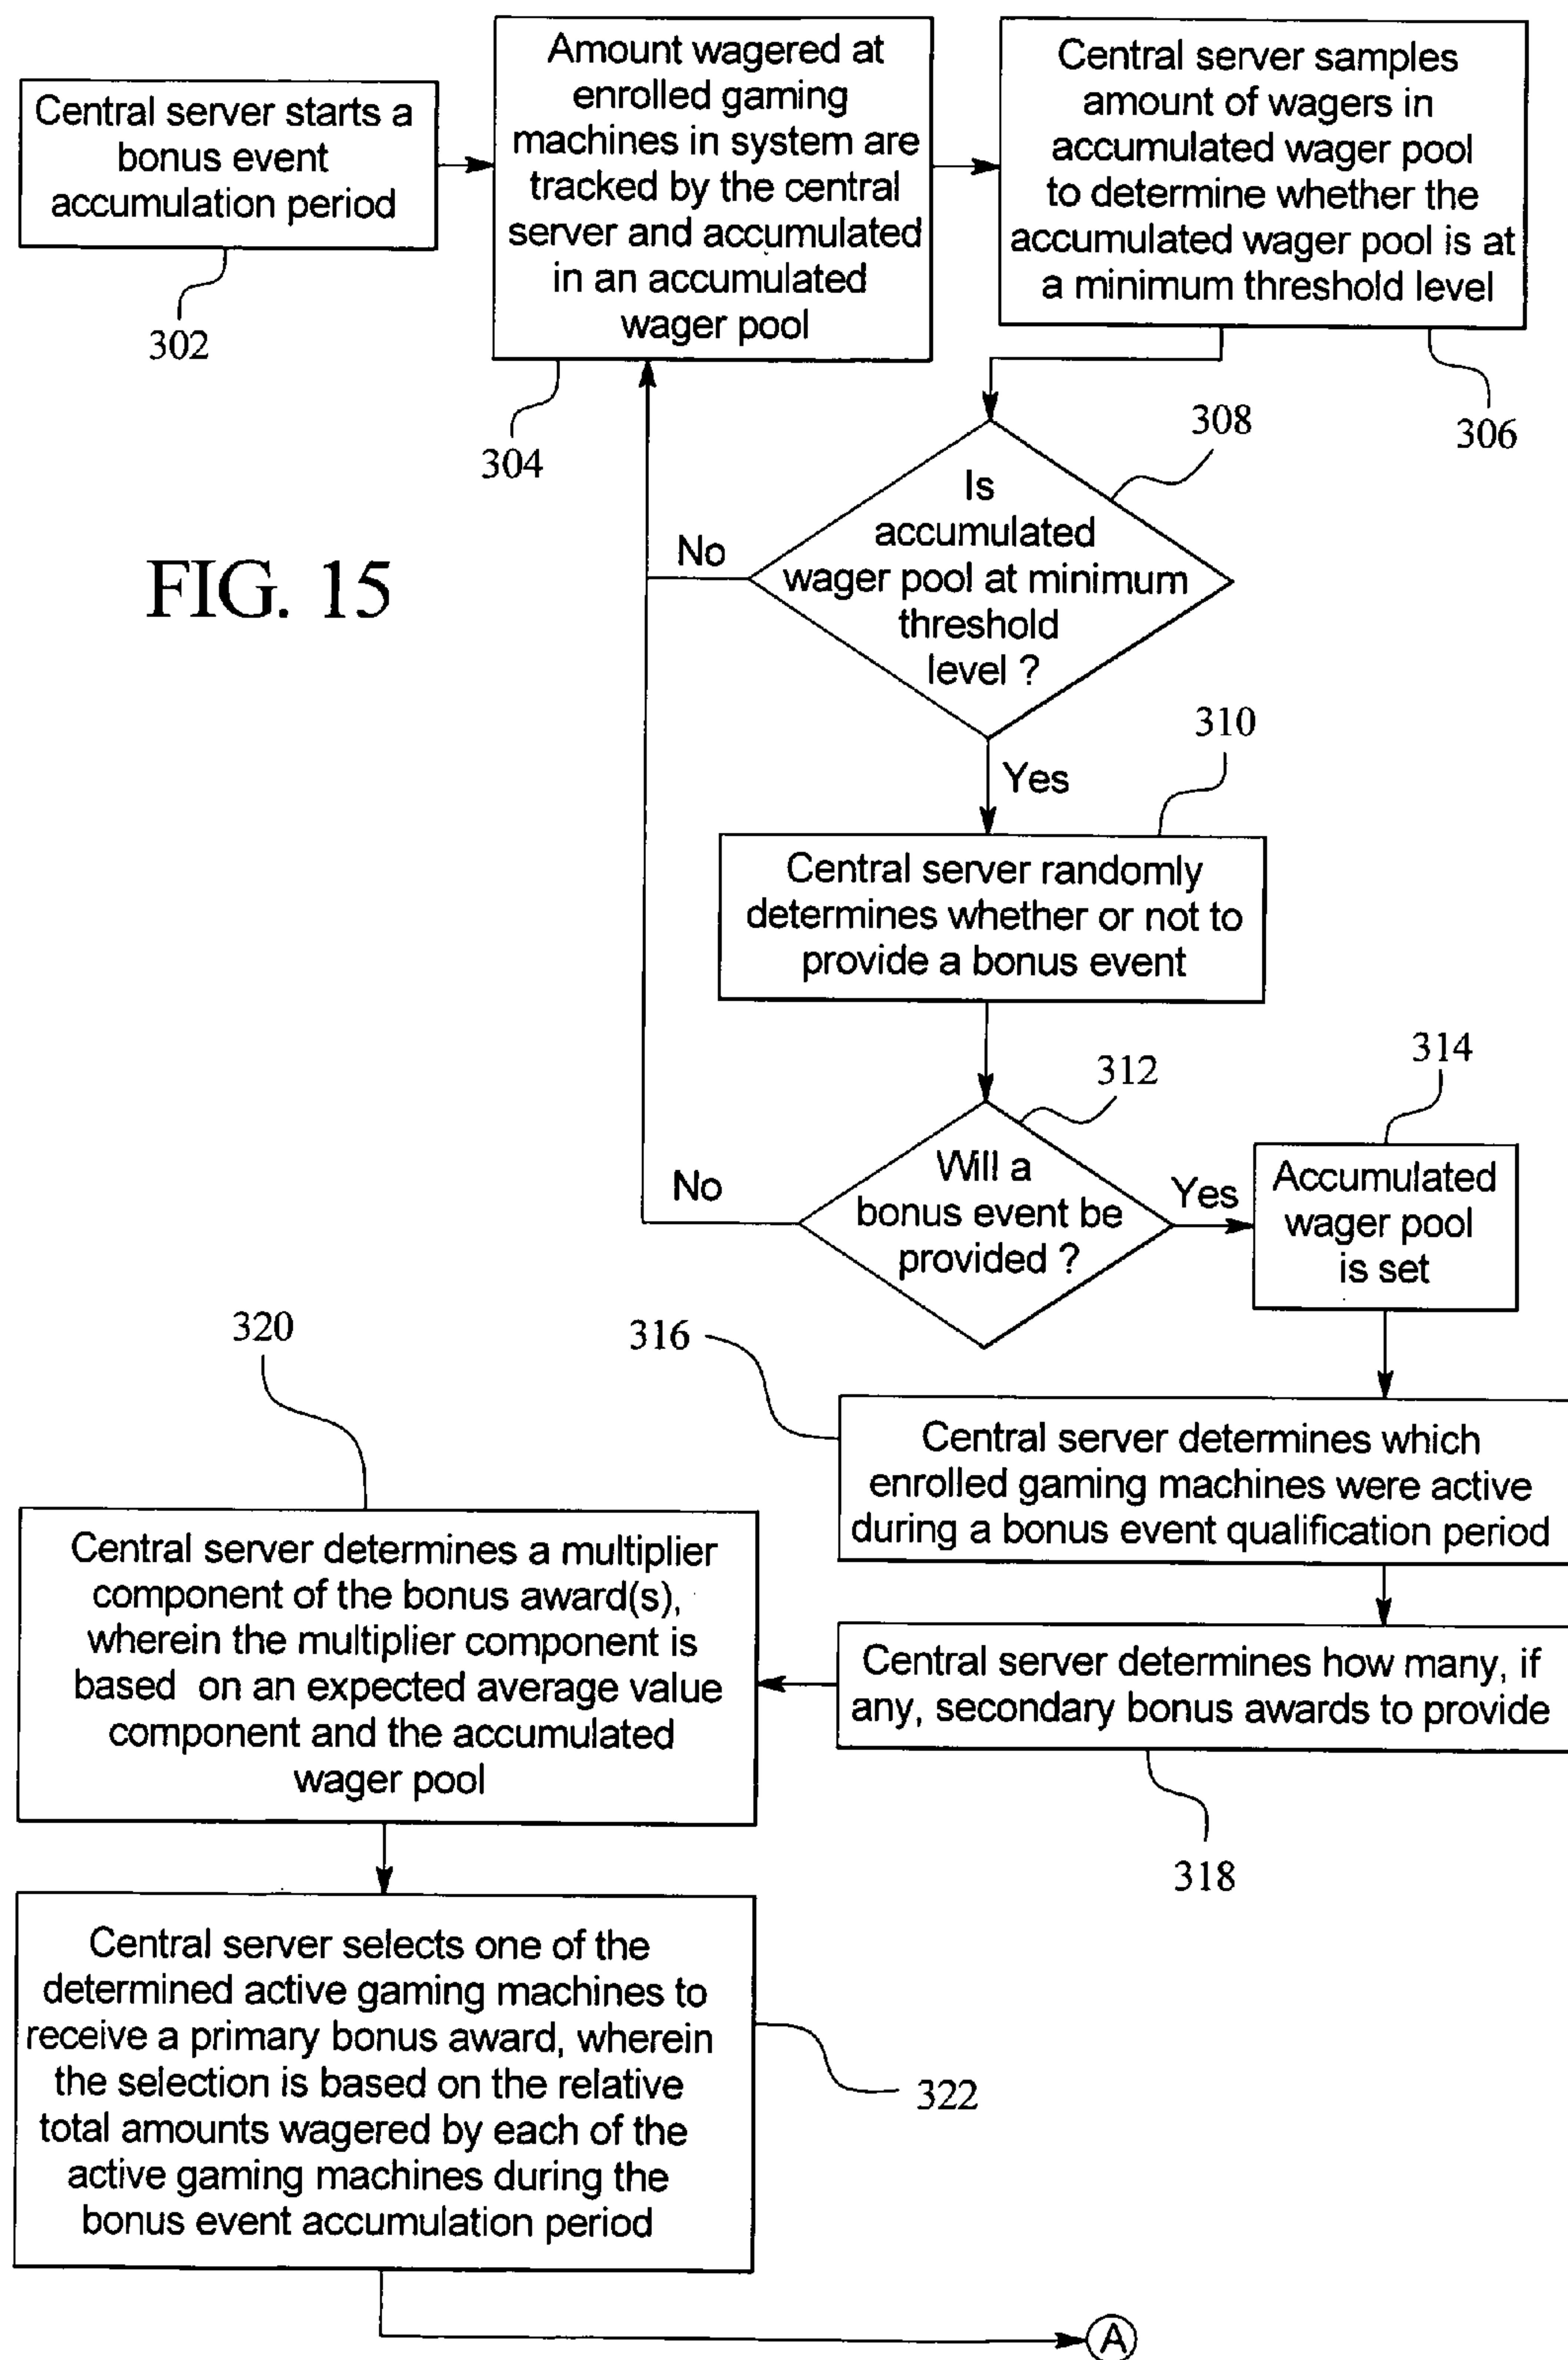 Central server starts a
bonus event
accumulation period
302
Amount wagered at
enrolled gaming
machines in system are
tracked by the central
server and accumulated
in an accumulated
wager pool
304
Central server samples
amount of wagers in
accumulated wager pool
to determine whether the
accumulated wager pool is at
a minimum threshold level
306
308
Is
accumulated
wager pool at minimum
threshold
level ?
No
FIG. 15
Yes
310
Central server randomly
determines whether or not to
provide a bonus event
312
Will a
bonus event be
provided ?
No
Yes
314
Accumulated
wager pool
is set
316
Central server determines which
enrolled gaming machines were active
during a bonus event qualification period
Central server determines how many, if
any, secondary bonus awards to provide
318
320
Central server determines a multiplier
component of the bonus award(s),
wherein the multiplier component is
based on an expected average value
component and the accumulated
wager pool
Central server selects one of the
determined active gaming machines to
receive a primary bonus award, wherein
the selection is based on the relative
total amounts wagered by each of the
active gaming machines during the
bonus event accumulation period
322
A